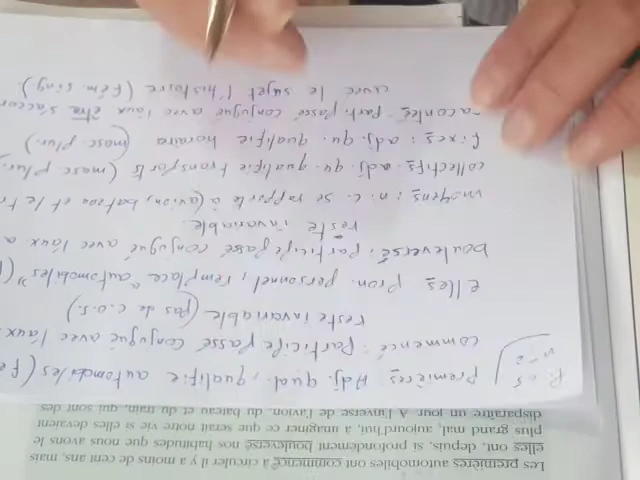 Les premières automobiles ont commencé à circuler il y a moins de cent ans, mais
elles ont, depuis, si profondément bouleversé nos habitudes que nous avons le
plus grand mal, aujourd'hui, à imaginer ce que serait notre vie si elles devaient
disparaître un jour. À l'inverse de l'avion, du bateau et du train, qui sont des
P: 05
n=2
premières Adj. qual, qualifie automobiles (fé
commencé: Participe passé conjugué avec l'aux.
reste invariable (pas de c.o.d.)
elles Pron. personnel, remplace "automobiles" (
bouleversé: Participe passé conjugué avec l'aux a
reste invariable
moyens: n.c. se rapporte à (avion, bateau et le tr
collectifs. adj. qu. qualifie transports (masc plur,
fixes: adj. qu. qualifie horaire (masc plur.)
racontée part. passé conjugué avec l'aux être s'accor
avec le sujet l'histoire (fém. sing)